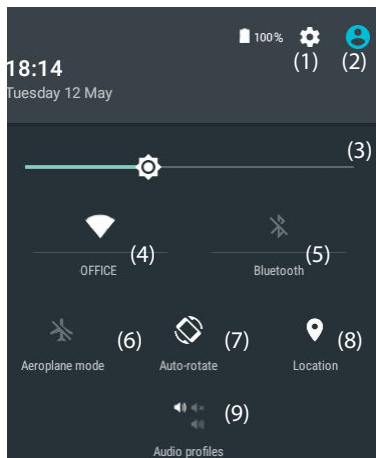 100%
(1) (2)
18:14
Tuesday 12 May
(3)
(4) (5)
OFFICE Bluetooth
(6) (7) (8)
Aeroplane mode Auto-rotate Location
(9)
Audio profiles